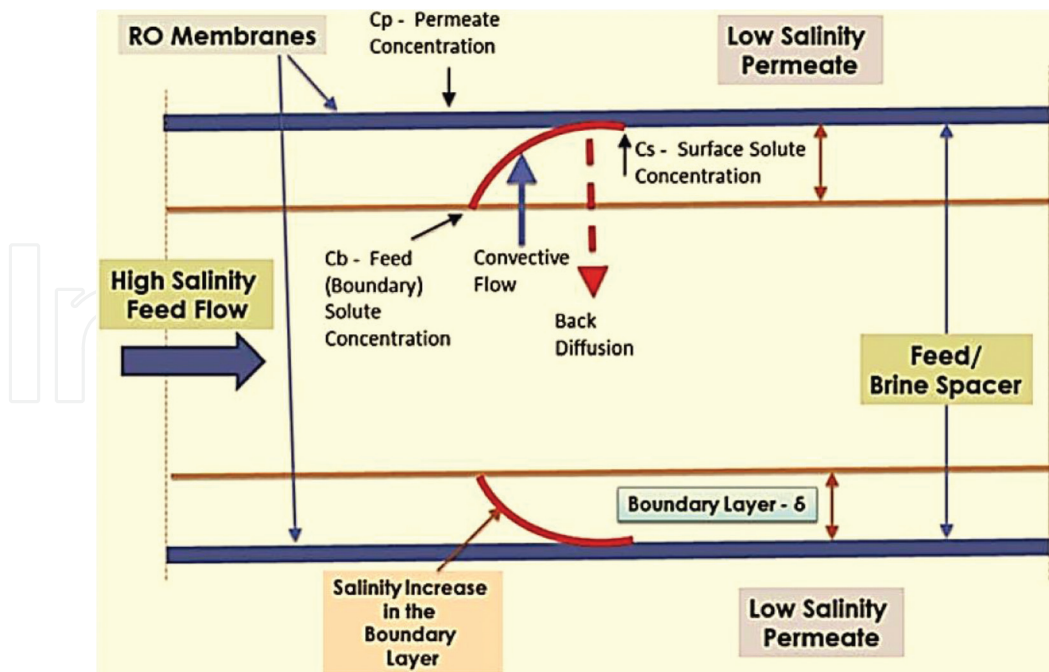 RO Membranes
Cp - Permeate
Concentration
Low Salinity
Permeate
Cs - Surface Solute
Concentration
Cb - Feed
(Boundary)
Solute
Concentration
Convective
Flow
Back
Diffusion
High Salinity
Feed Flow
Feed/
Brine Spacer
Boundary Layer - δ
Salinity Increase
in the
Boundary
Layer
Low Salinity
Permeate